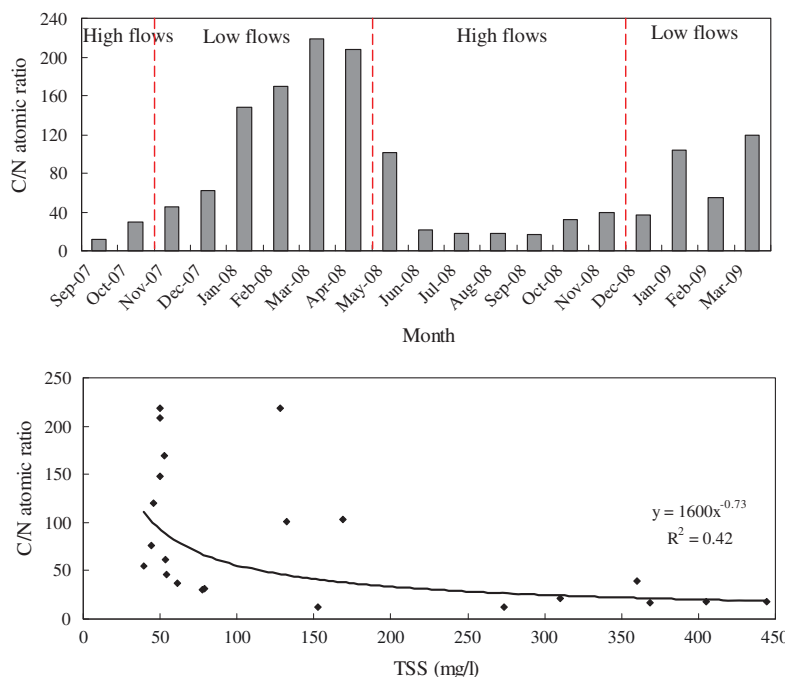 High flows
Low flows
High flows
Low flows
240
200
160
120
80
40
0
C/N atomic ratio
Sep-07
Oct-07
Nov-07
Dec-07
Jan-08
Feb-08
Mar-08
Apr-08
May-08
Jun-08
Jul-08
Aug-08
Sep-08
Oct-08
Nov-08
Dec-08
Jan-09
Feb-09
Mar-09
Month
250
200
150
100
50
0
C/N atomic ratio
y = 1600x^-0.73
R^2 = 0.42
0 50 100 150 200 250 300 350 400 450
TSS (mg/l)